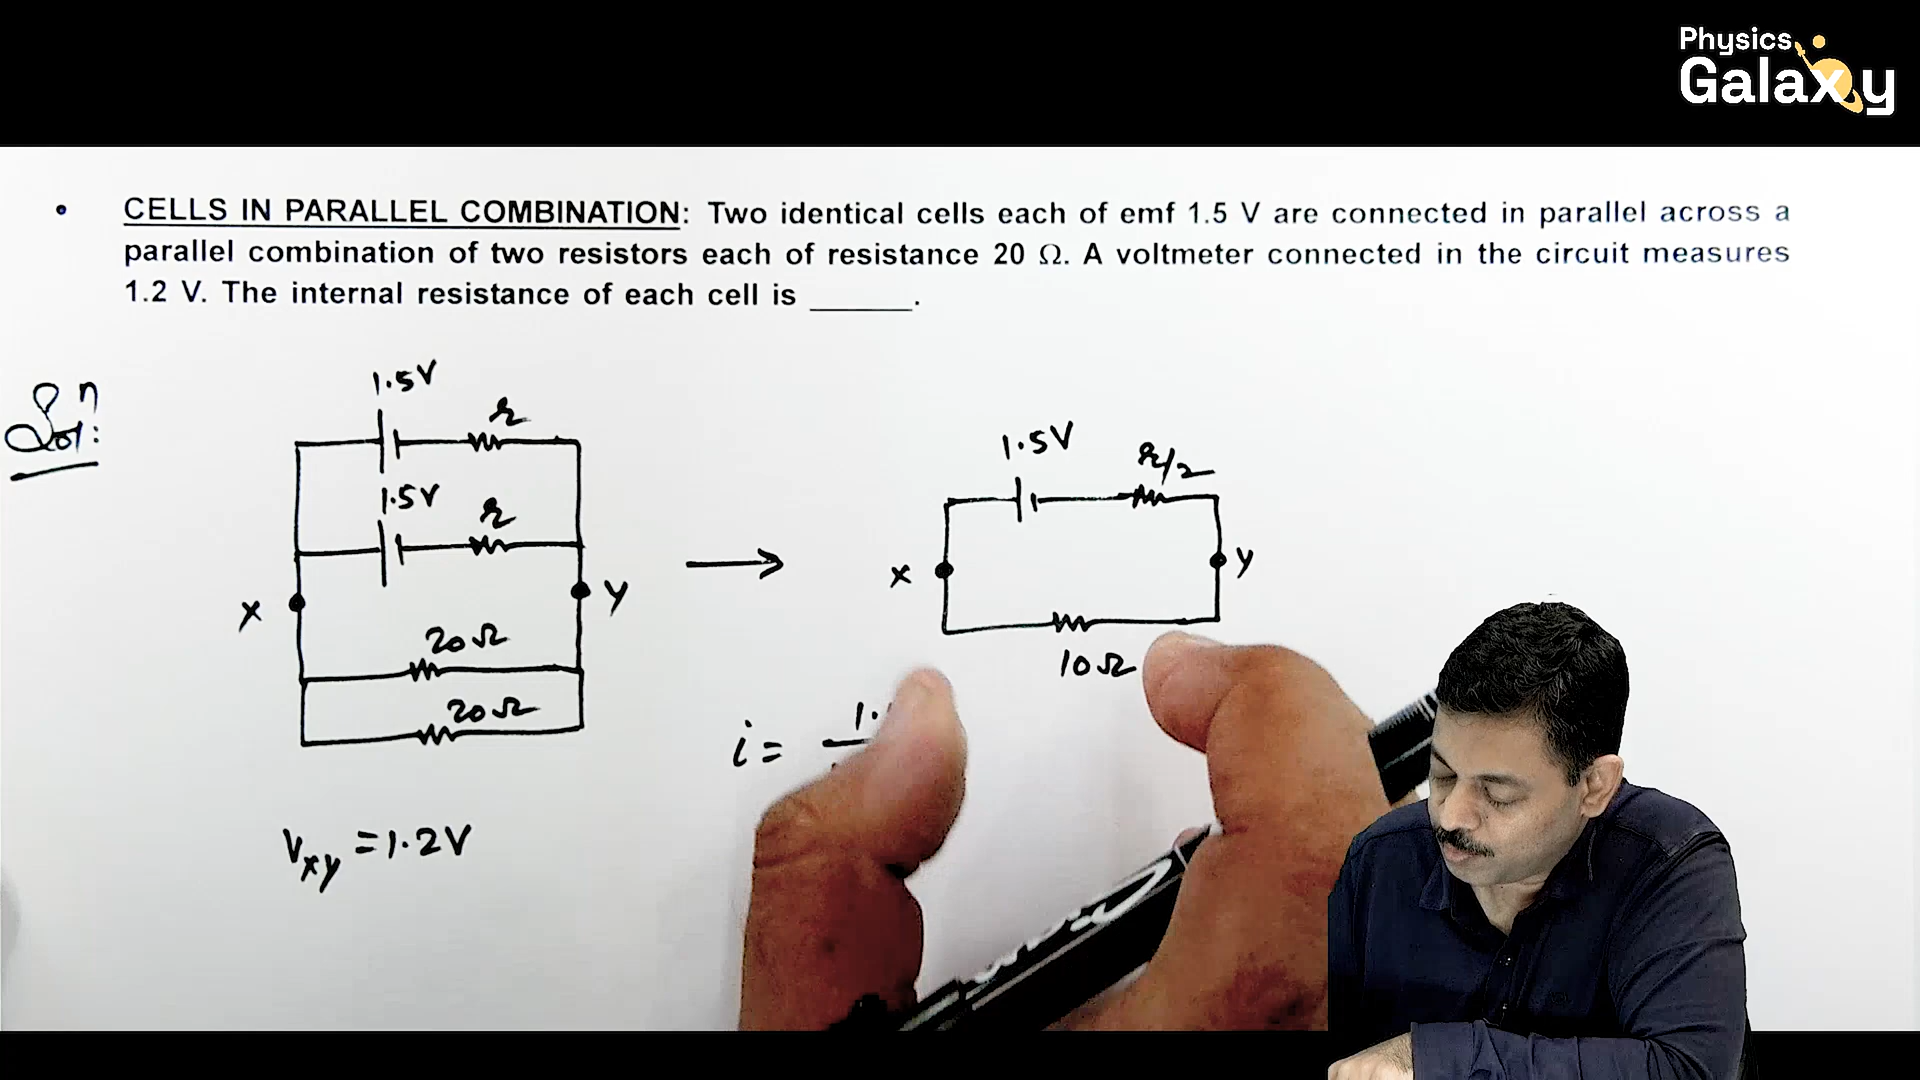 Physics
Galaxy
• CELLS IN PARALLEL COMBINATION: Two identical cells each of emf 1.5 V are connected in parallel across a
parallel combination of two resistors each of resistance 20 Ω. A voltmeter connected in the circuit measures
1.2 V. The internal resistance of each cell is ______.
Solⁿ:
1.5V
r
1.5V
r
x
y
20Ω
20Ω
→
1.5V
r/2
x
y
10Ω
i = 1.
Vxy = 1.2V